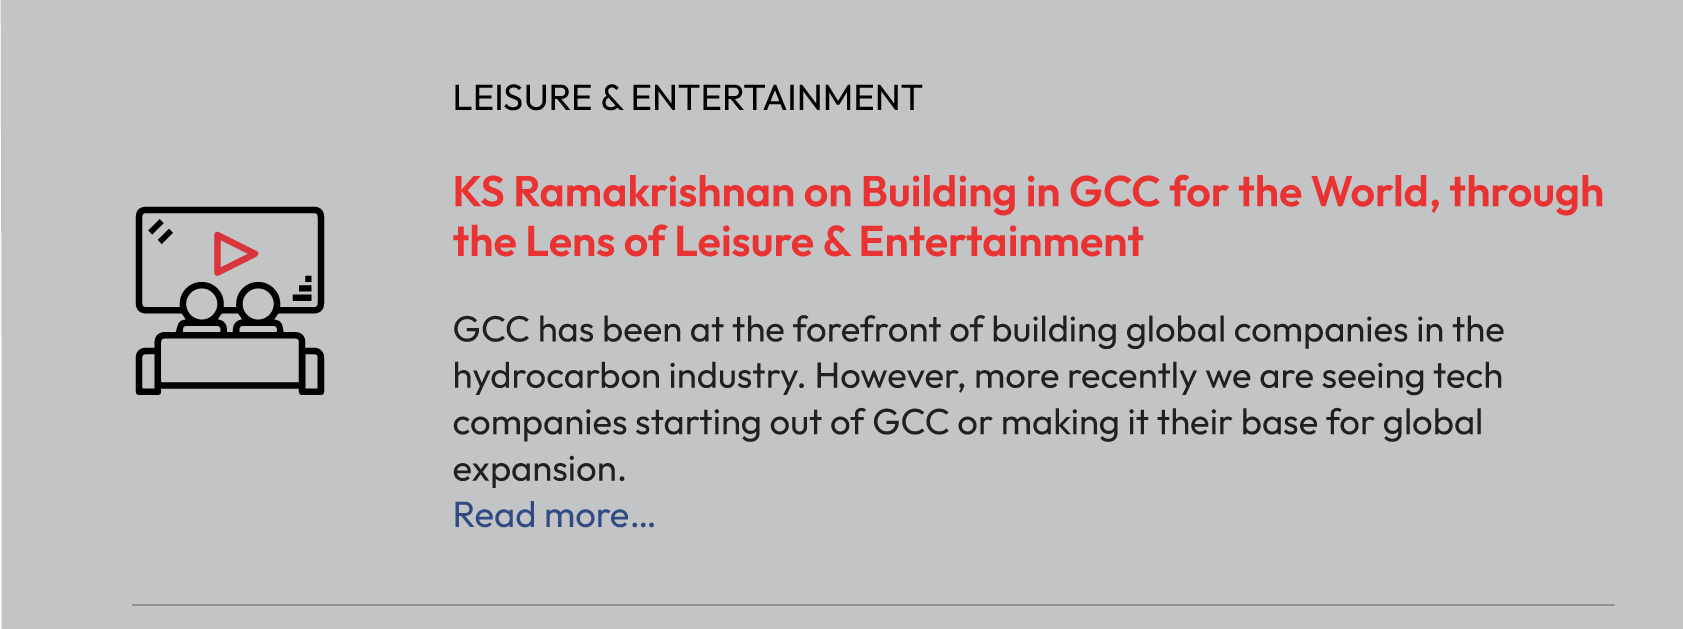 LEISURE & ENTERTAINMENT
KS Ramakrishnan on Building in GCC for the World, through
the Lens of Leisure & Entertainment
GCC has been at the forefront of building global companies in the
hydrocarbon industry. However, more recently we are seeing tech
companies starting out of GCC or making it their base for global
expansion.
Read more...